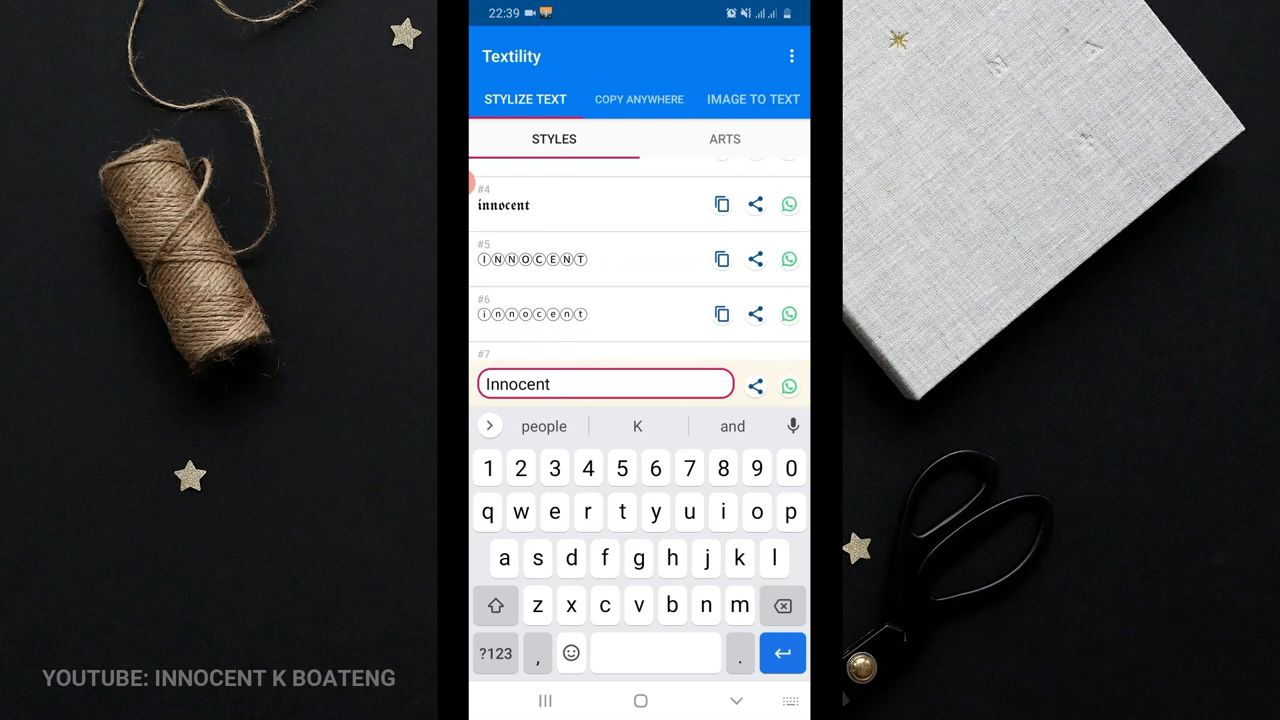 22:39
Textility
STYLIZE TEXT COPY ANYWHERE IMAGE TO TEXT
STYLES ARTS
#4
𝖎𝖓𝖓𝖔𝖈𝖊𝖓𝖙
#5
ⒾⓃⓃⓄⒸⒺⓃⓉ
#6
ⓘⓝⓝⓞⓒⓔⓝⓣ
#7
Innocent
people K and
1 2 3 4 5 6 7 8 9 0
q w e r t y u i o p
a s d f g h j k l
z x c v b n m
?123 , .
YOUTUBE: INNOCENT K BOATENG